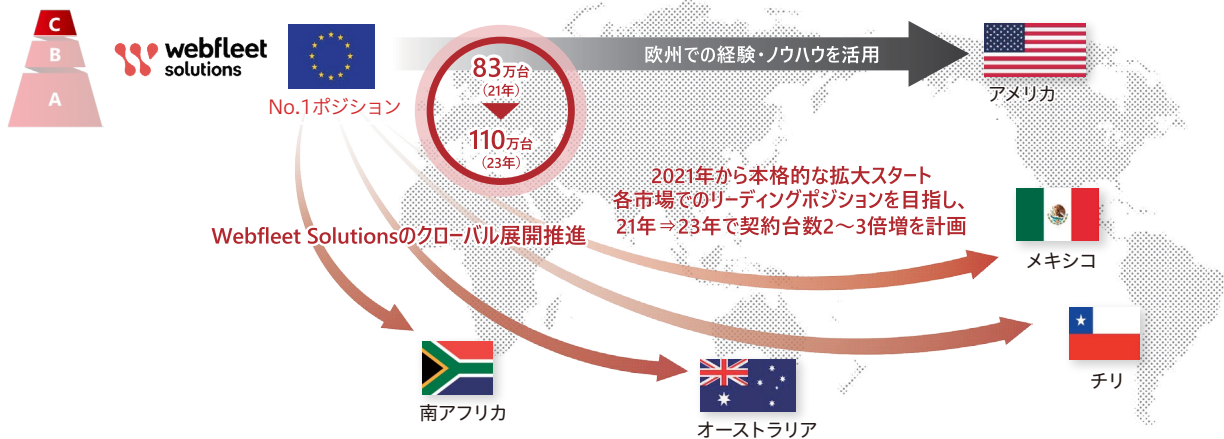 C
B
A
webfleet
solutions
No.1ポジション
83万台
(21年)
110万台
(23年)
欧州での経験・ノウハウを活用
アメリカ
2021年から本格的な拡大スタート
各市場でのリーディングポジションを目指し、
21年⇒23年で契約台数2～3倍増を計画
Webfleet Solutionsのグローバル展開推進
メキシコ
チリ
南アフリカ
オーストラリア